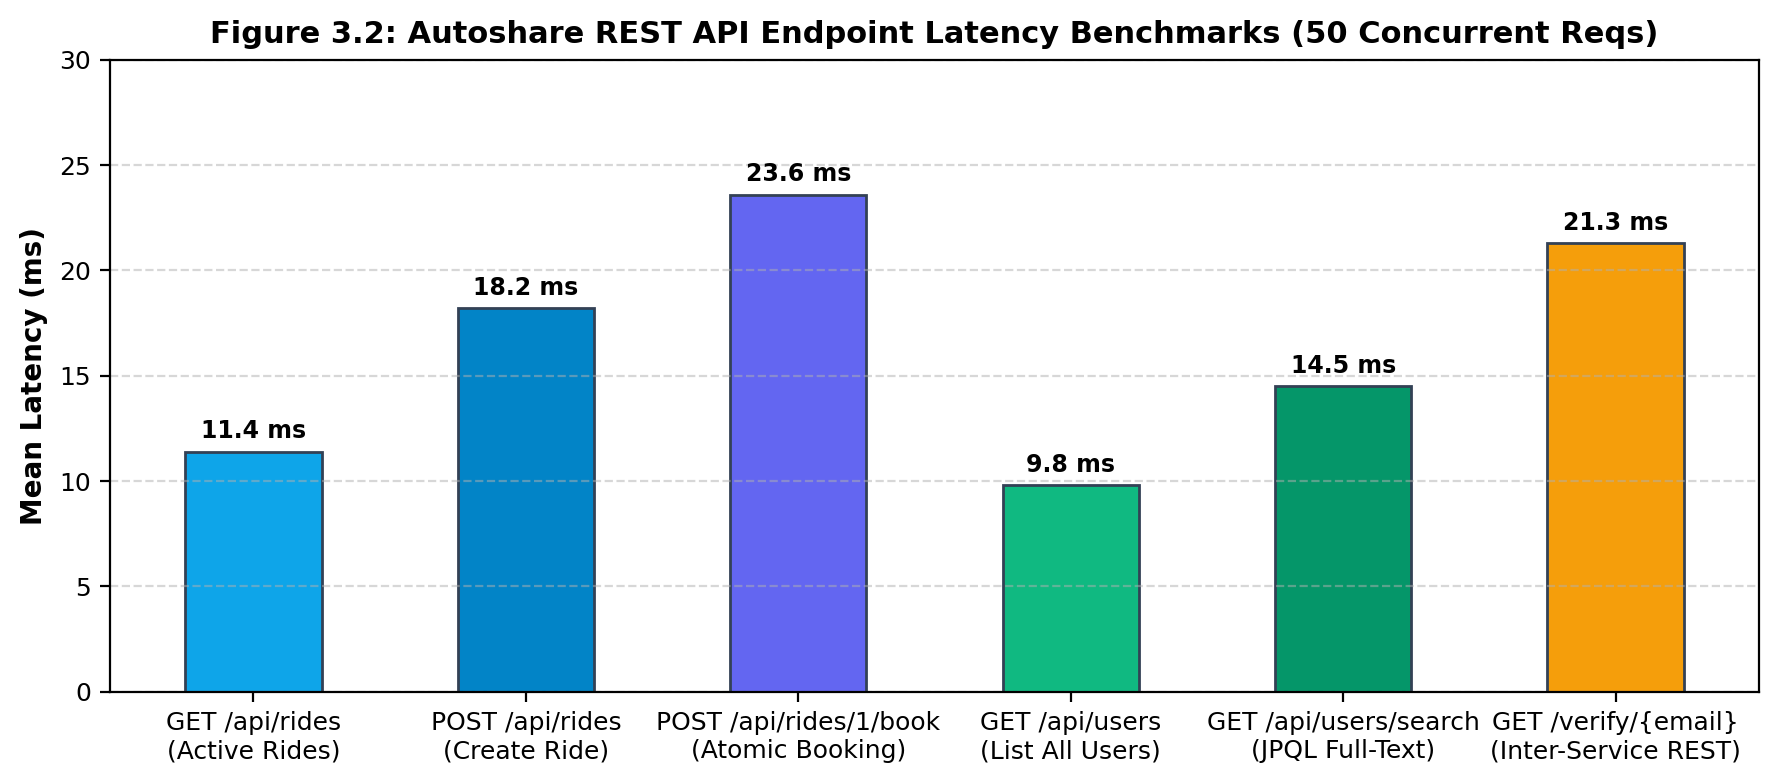 Figure 3.2: Autoshare REST API Endpoint Latency Benchmarks (50 Concurrent Reqs)
Mean Latency (ms)
30
25
20
15
10
5
0
11.4 ms
18.2 ms
23.6 ms
9.8 ms
14.5 ms
21.3 ms
GET /api/rides
(Active Rides)
POST /api/rides
(Create Ride)
POST /api/rides/1/book
(Atomic Booking)
GET /api/users
(List All Users)
GET /api/users/search
(JPQL Full-Text)
GET /verify/{email}
(Inter-Service REST)